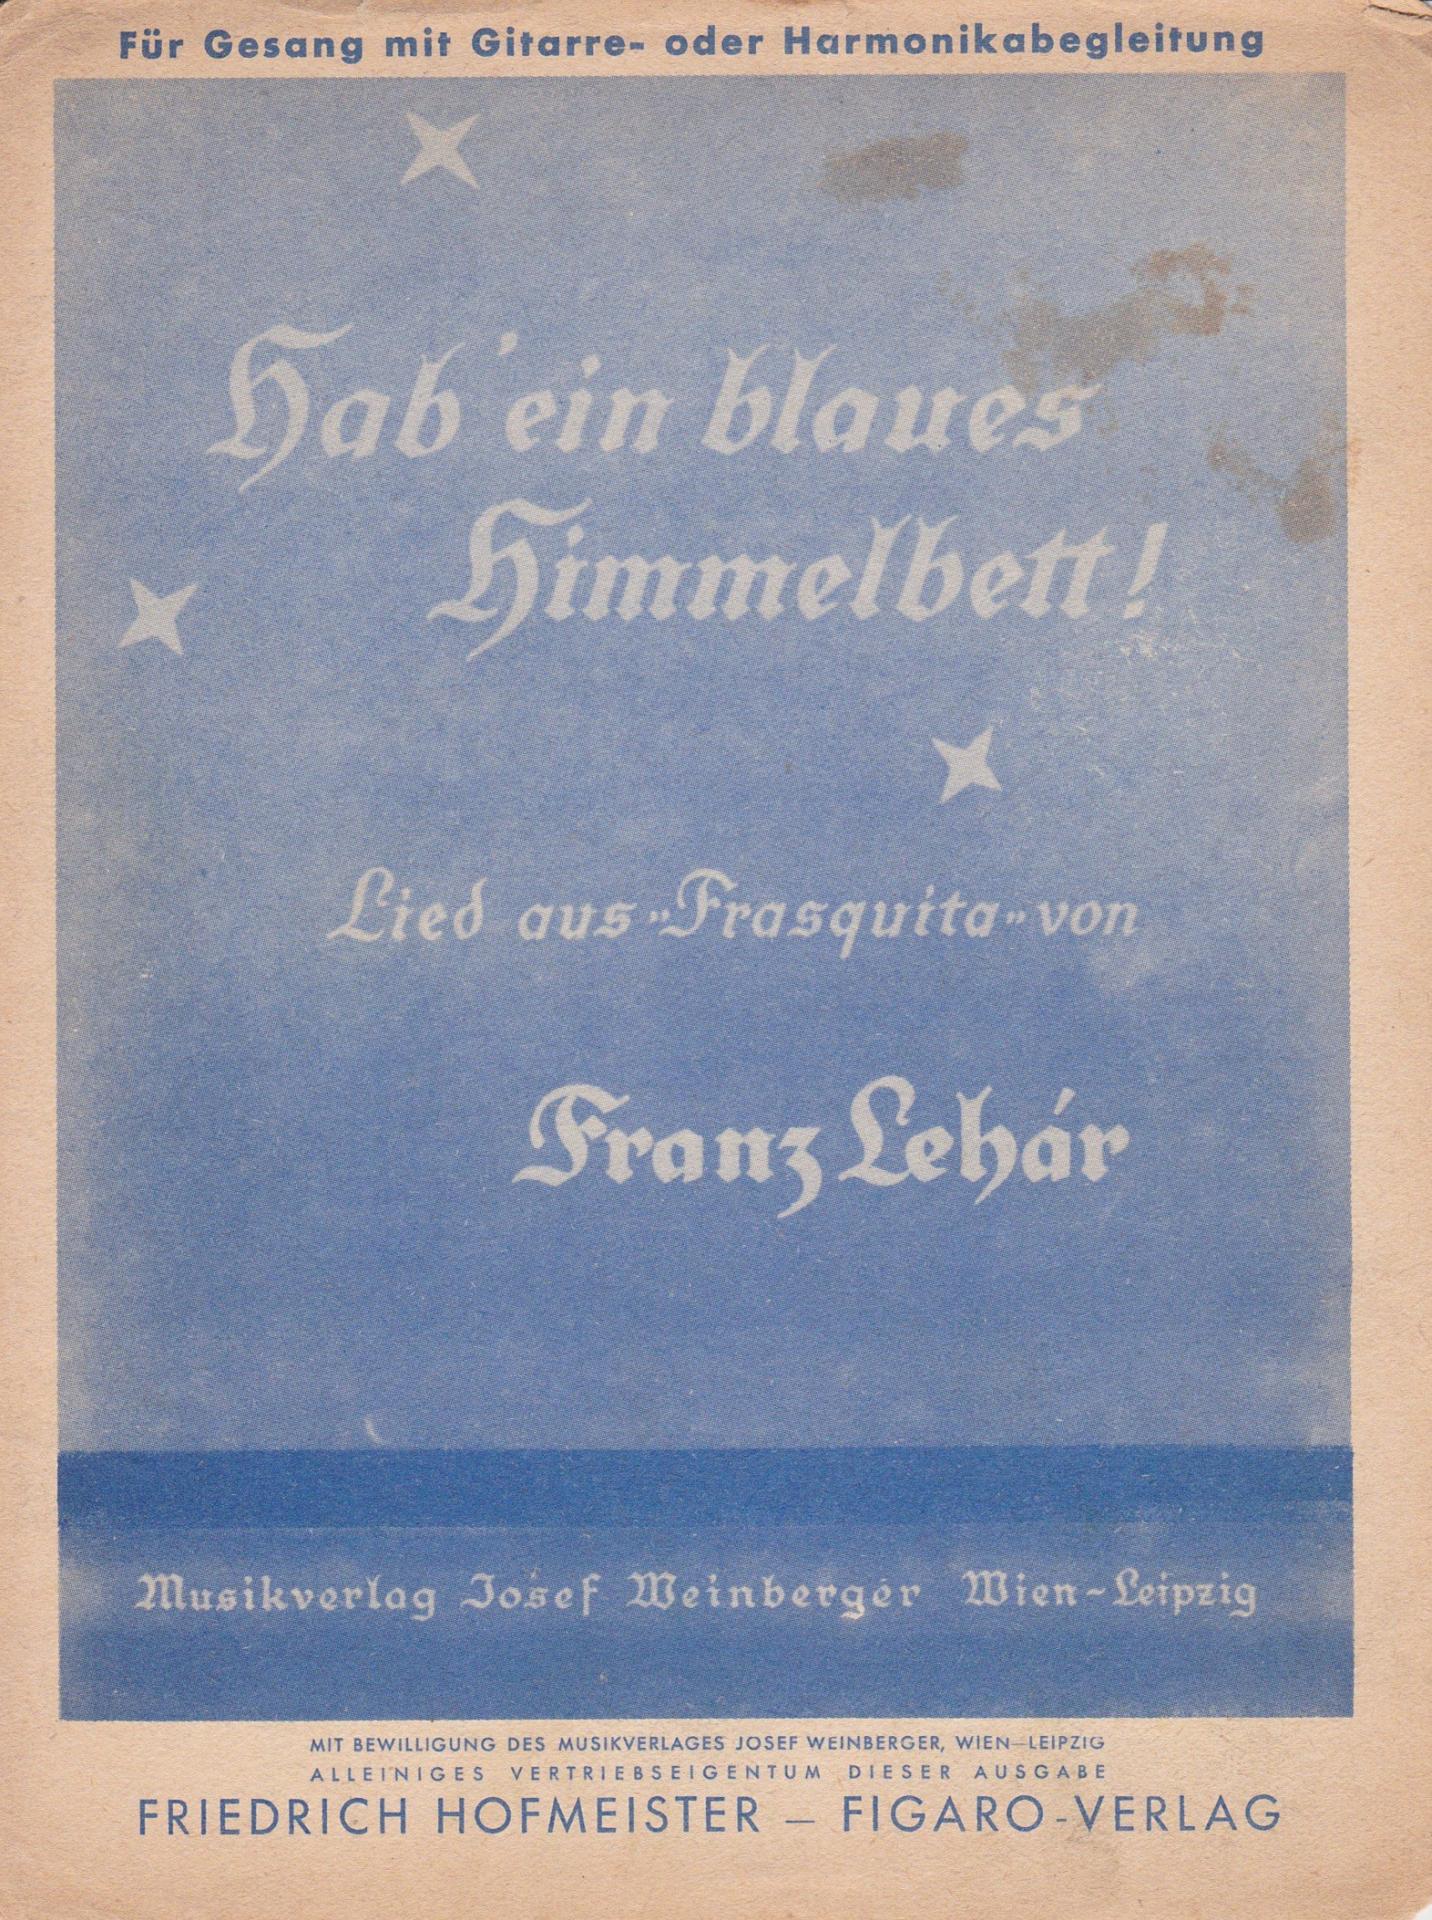 Für Gesang mit Gitarre- oder Harmonikabegleitung
Hab' ein blaues
Himmelbett!
Lied aus „Frasquita“ von
Franz Lehár
Musikverlag Josef Weinberger Wien-Leipzig
MIT BEWILLIGUNG DES MUSIKVERLAGES JOSEF WEINBERGER, WIEN—LEIPZIG
ALLEINIGES VERTRIEBSEIGENTUM DIESER AUSGABE
FRIEDRICH HOFMEISTER — FIGARO-VERLAG